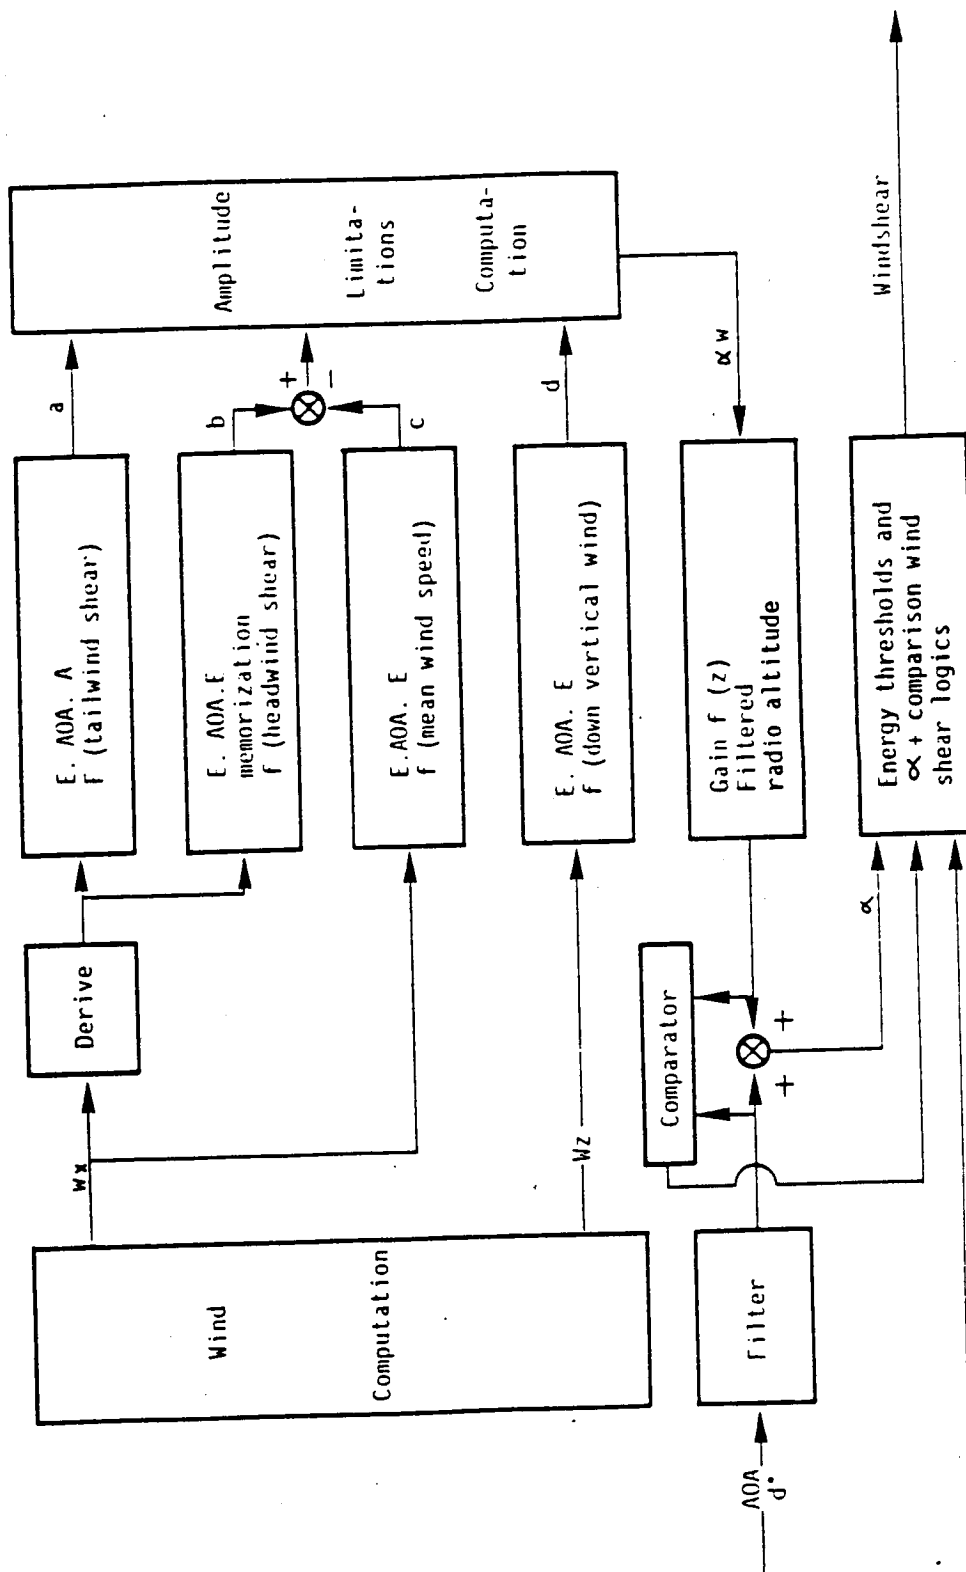 Wind
Computation
Wx
Wz
Derive
E. AOA. A
F (tailwind shear)
E. AOA.E
memorization
f (headwind shear)
E.AOA. E
f (mean wind speed)
E. AOA. E
f (down vertical wind)
a
b
+
-
c
d
Amplitude
Limita-
tions
Computa-
tion
αw
AOA
d°
Filter
Comparator
+
+
α
Gain f (z)
Filtered
radio altitude
Energy thresholds and
α + comparison wind
shear logics
Windshear